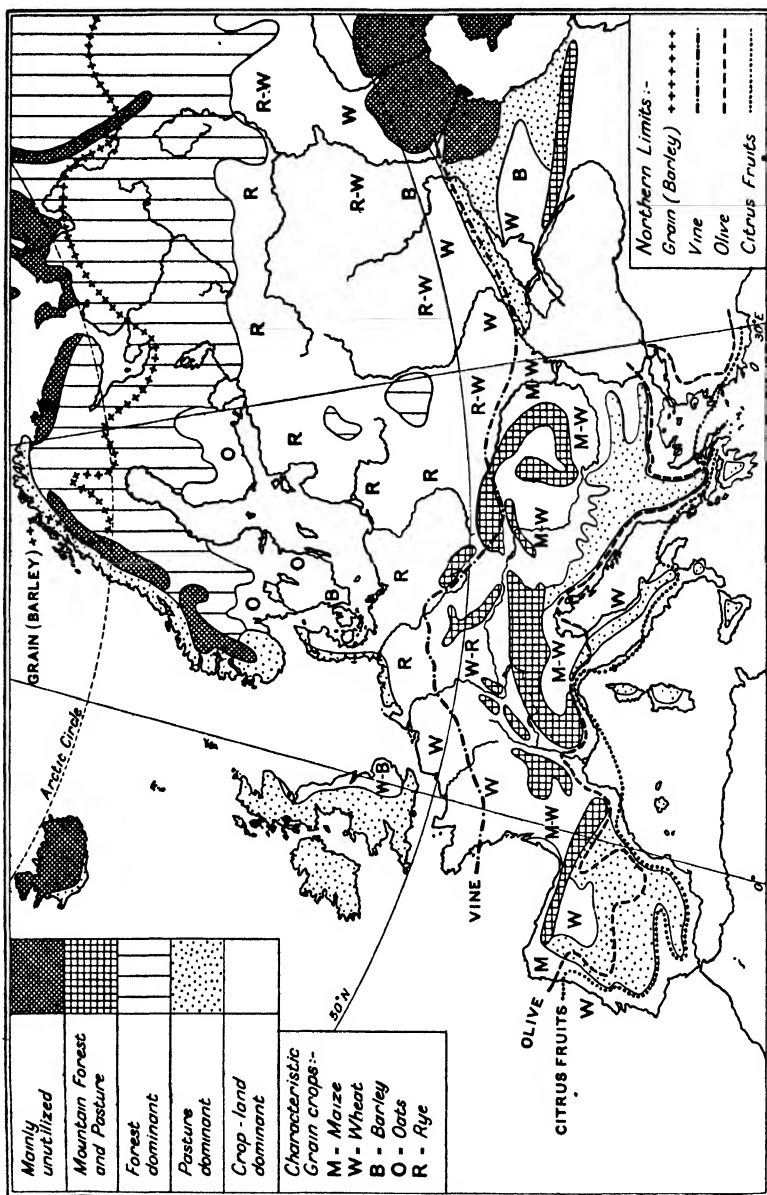 Mainly
unutilized
Mountain Forest
and Pasture
Forest
dominant
Pasture
dominant
Crop-land
dominant
Characteristic
Grain crops:-
M - Maize
W - Wheat
B - Barley
O - Oats
R - Rye
GRAIN (BARLEY)
Arctic Circle
50° N
VINE
OLIVE
CITRUS FRUITS
0°
30°E
O
O
O
B
R
R
R
R
R
R
R
R-W
R-W
R-W
R-W
W
W
W
B
W
B
W-B
W
W
W-R
M-W
M-W
M-W
M-W
M-W
W
M
W
W
Northern Limits:-
Grain (Barley)
Vine
Olive
Citrus Fruits